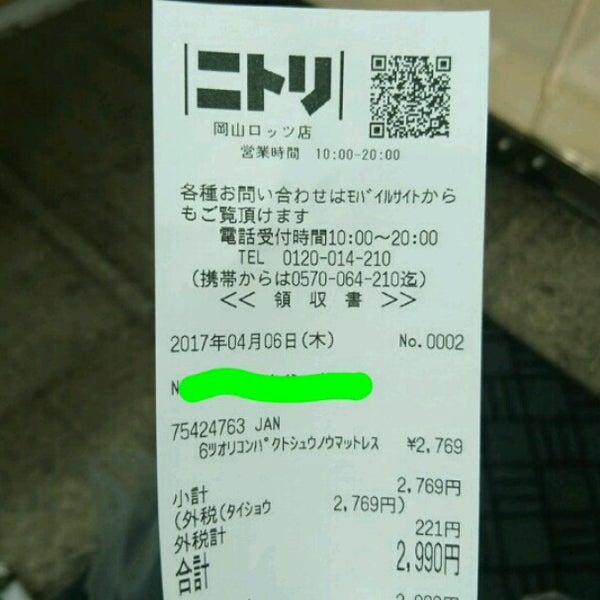 ニトリ
岡山ロッツ店
営業時間 10:00-20:00
各種お問い合わせはﾓﾊﾞｲﾙｻｲﾄから
もご覧頂けます
電話受付時間10:00～20:00
TEL 0120-014-210
(携帯からは0570-064-210迄)
<< 領 収 書 >>
2017年04月06日(木) No.0002
N
75424763 JAN
6ﾂｵﾘｺﾝﾊﾟｸﾄｼｭｳﾉｳﾏｯﾄﾚｽ ¥2,769
小計 2,769円
(外税(ﾀｲｼｮｳ 2,769円)
外税計 221円
合計 2,990円